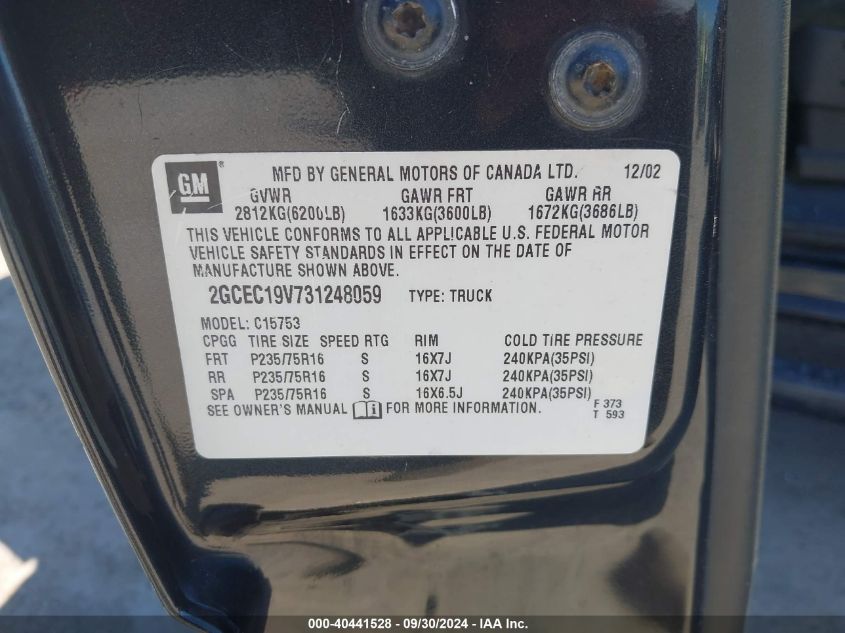 GM ® MFD BY GENERAL MOTORS OF CANADA LTD. 12/02
GVWR GAWR FRT GAWR RR
2812KG(6200LB) 1633KG(3600LB) 1672KG(3686LB)
THIS VEHICLE CONFORMS TO ALL APPLICABLE U.S. FEDERAL MOTOR
VEHICLE SAFETY STANDARDS IN EFFECT ON THE DATE OF
MANUFACTURE SHOWN ABOVE.
2GCEC19V731248059 TYPE: TRUCK
MODEL: C15753
CPGG TIRE SIZE SPEED RTG RIM COLD TIRE PRESSURE
FRT P235/75R16 S 16X7J 240KPA(35PSI)
RR P235/75R16 S 16X7J 240KPA(35PSI)
SPA P235/75R16 S 16X6.5J 240KPA(35PSI)
SEE OWNER'S MANUAL FOR MORE INFORMATION. F 373
T 593
000-40441528 - 09/30/2024 - IAA Inc.